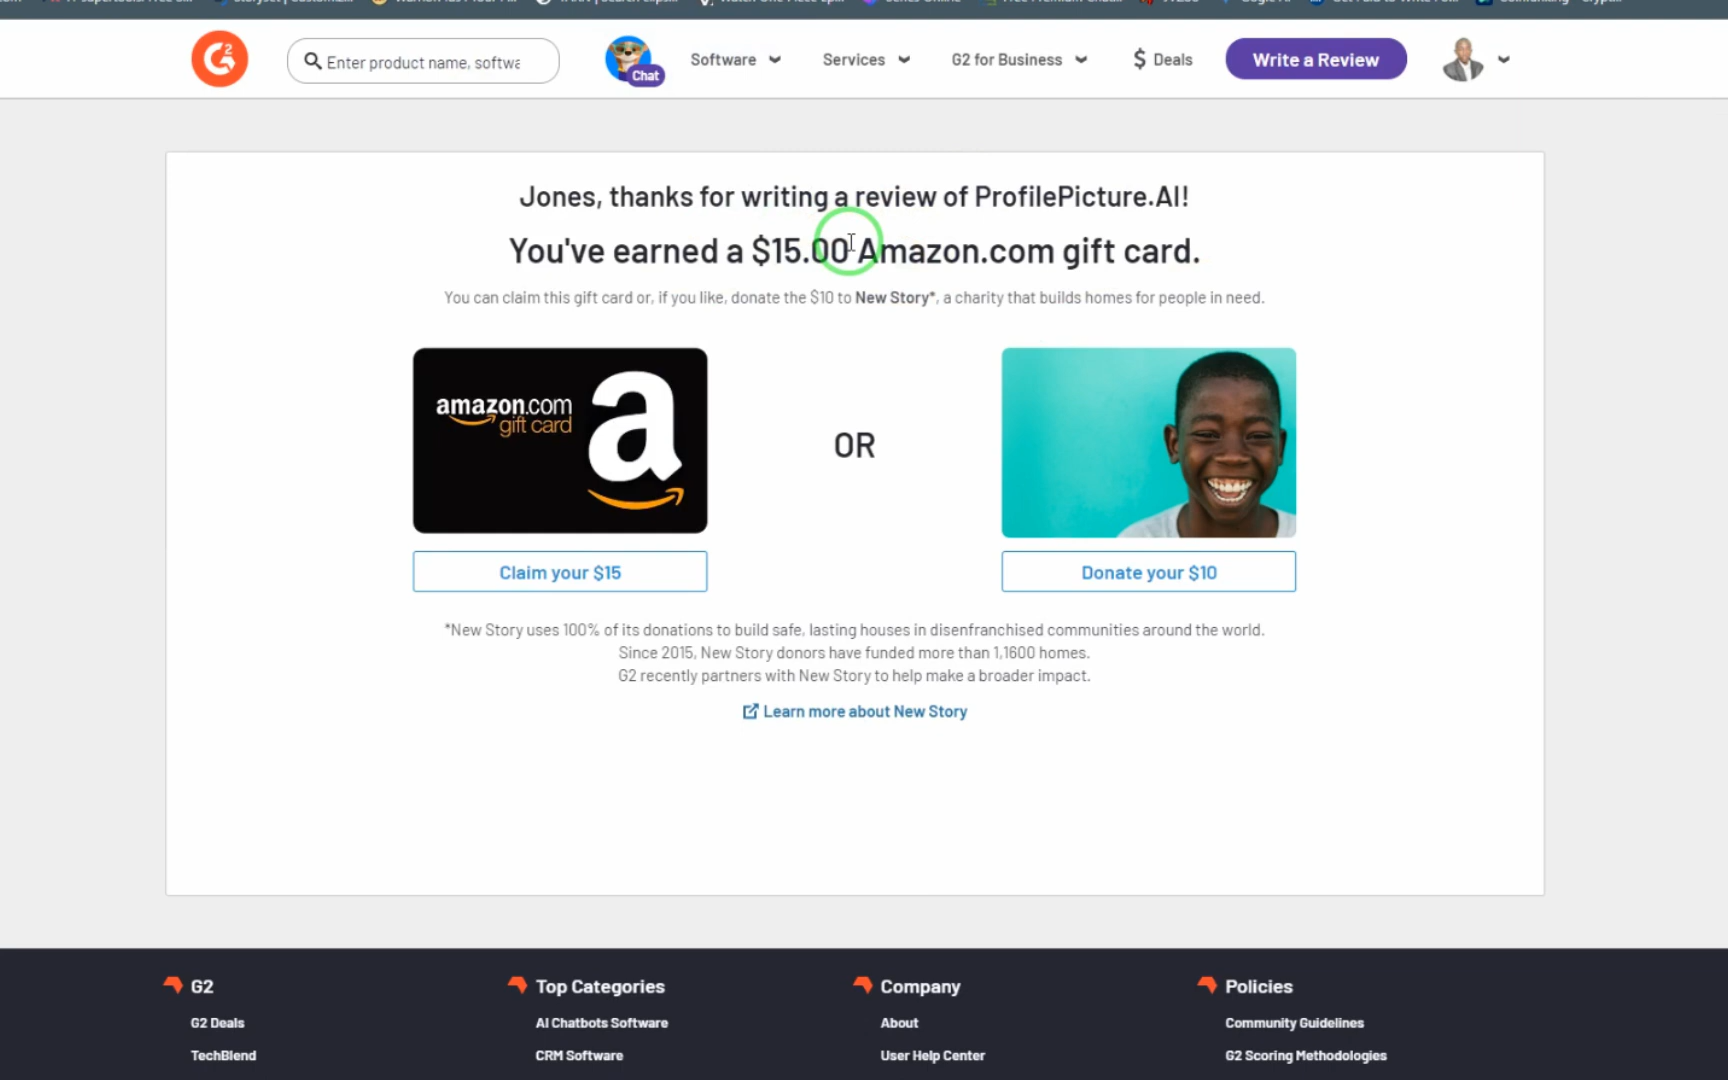 Enter product name, softwa
Chat
Software
Services
G2 for Business
$ Deals
Write a Review
Jones, thanks for writing a review of ProfilePicture.AI!
You've earned a $15.00 Amazon.com gift card.
You can claim this gift card or, if you like, donate the $10 to New Story*, a charity that builds homes for people in need.
amazon.com
gift card
a
OR
Claim your $15
Donate your $10
*New Story uses 100% of its donations to build safe, lasting houses in disenfranchised communities around the world.
Since 2015, New Story donors have funded more than 1,1600 homes.
G2 recently partners with New Story to help make a broader impact.
Learn more about New Story
G2
Top Categories
Company
Policies
G2 Deals
AI Chatbots Software
About
Community Guidelines
TechBlend
CRM Software
User Help Center
G2 Scoring Methodologies